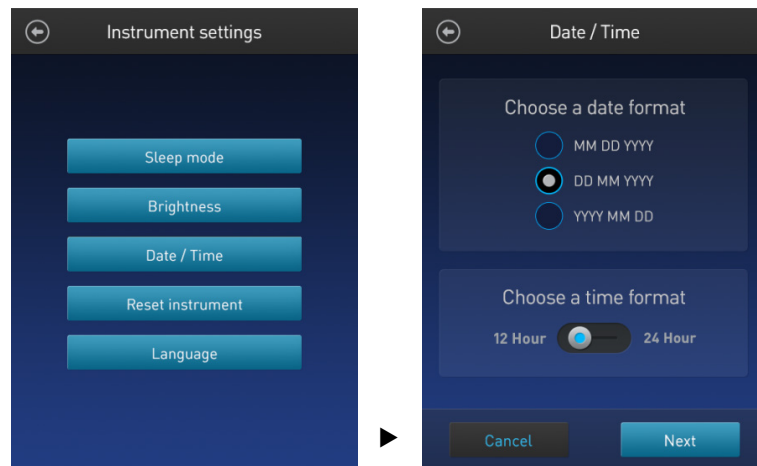 Instrument settings
Sleep mode
Brightness
Date / Time
Reset instrument
Language
Date / Time
Choose a date format
MM DD YYYY
DD MM YYYY
YYYY MM DD
Choose a time format
12 Hour 24 Hour
Cancel Next